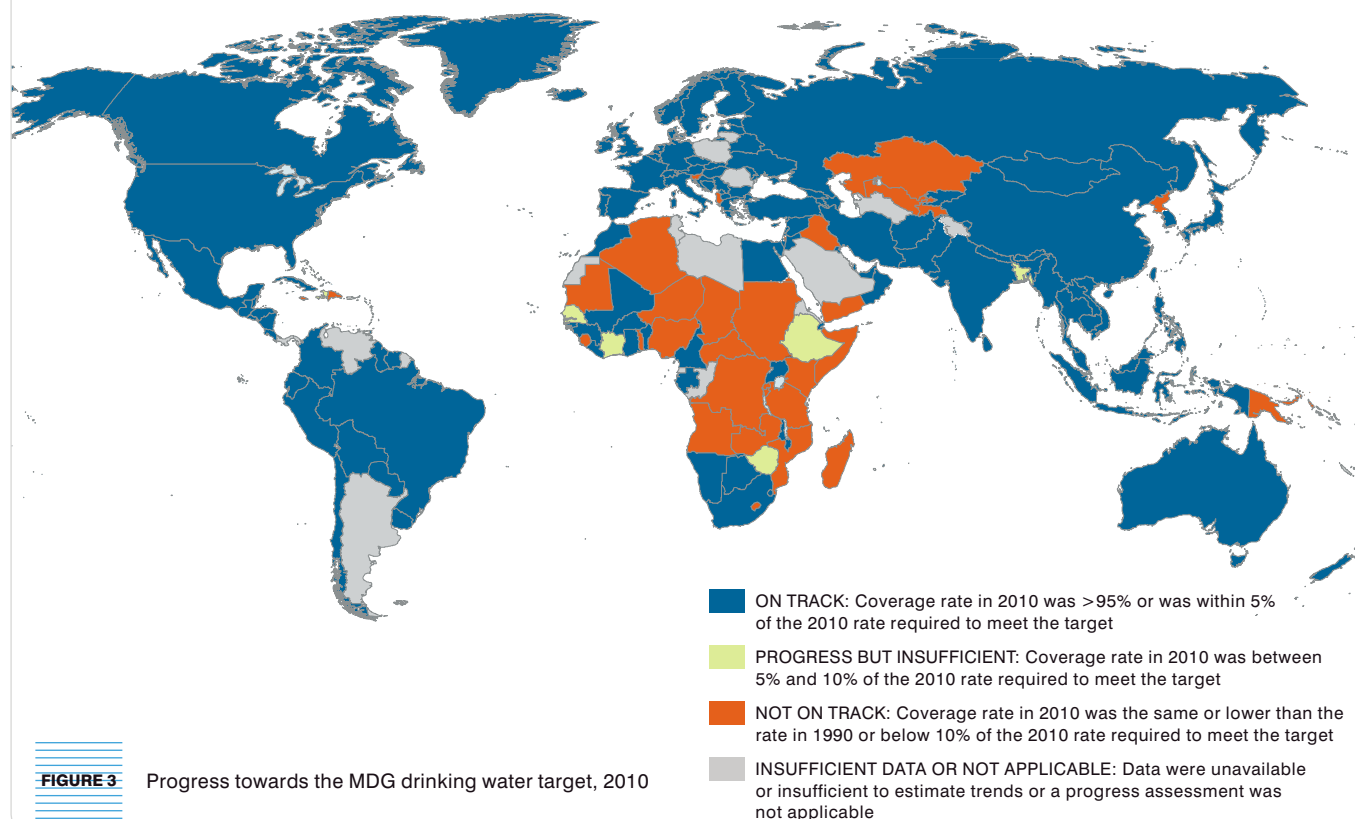 ON TRACK: Coverage rate in 2010 was >95% or was within 5%
of the 2010 rate required to meet the target
PROGRESS BUT INSUFFICIENT: Coverage rate in 2010 was between
5% and 10% of the 2010 rate required to meet the target
NOT ON TRACK: Coverage rate in 2010 was the same or lower than the
rate in 1990 or below 10% of the 2010 rate required to meet the target
INSUFFICIENT DATA OR NOT APPLICABLE: Data were unavailable
or insufficient to estimate trends or a progress assessment was
not applicable
FIGURE 3 Progress towards the MDG drinking water target, 2010